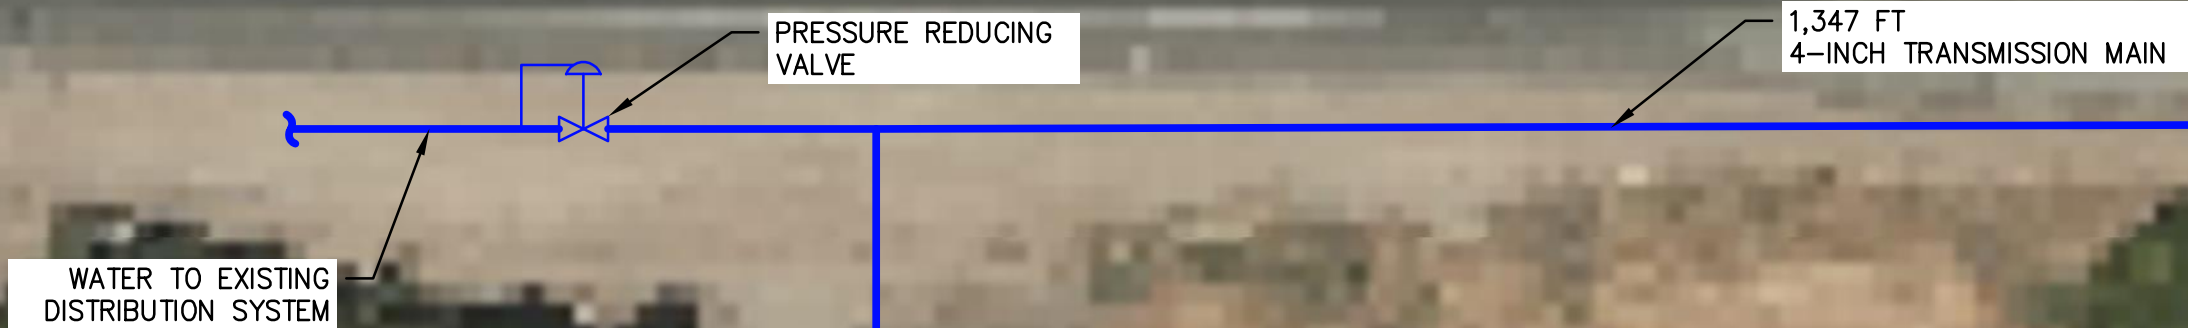 PRESSURE REDUCING
VALVE
1,347 FT
4-INCH TRANSMISSION MAIN
WATER TO EXISTING
DISTRIBUTION SYSTEM